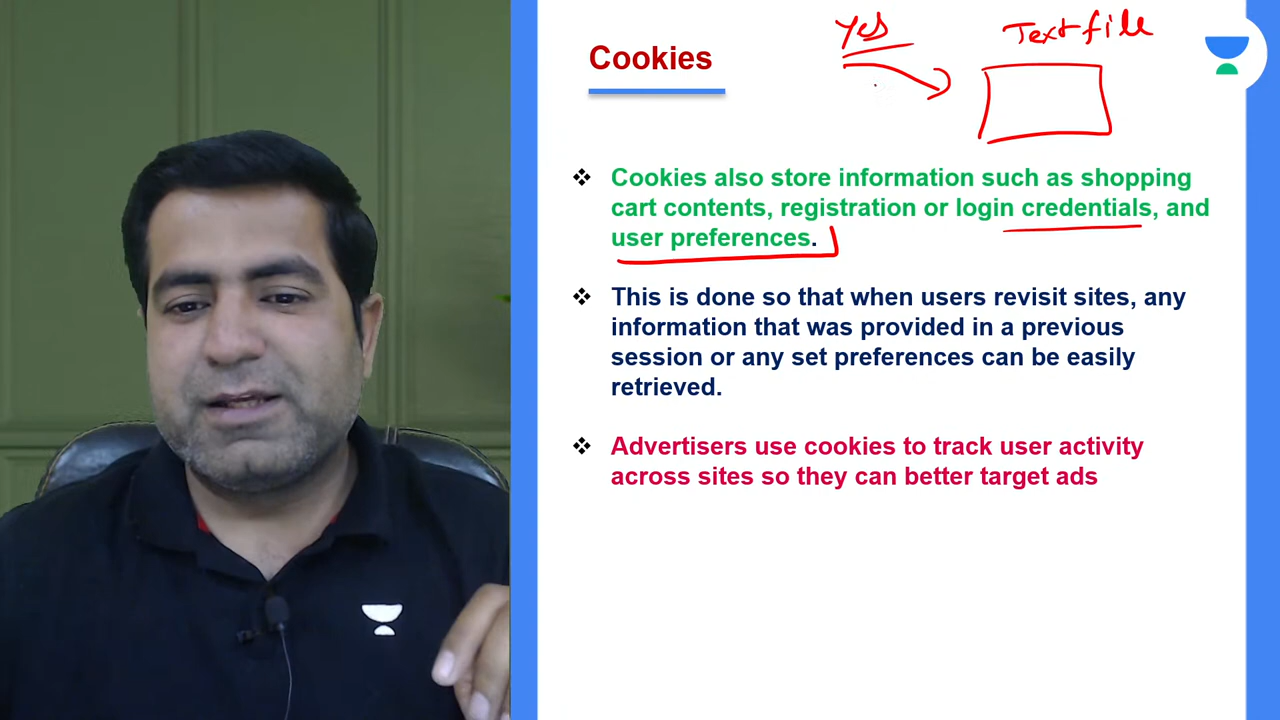 Yes
Text file
Cookies
❖ Cookies also store information such as shopping
cart contents, registration or login credentials, and
user preferences.
❖ This is done so that when users revisit sites, any
information that was provided in a previous
session or any set preferences can be easily
retrieved.
❖ Advertisers use cookies to track user activity
across sites so they can better target ads